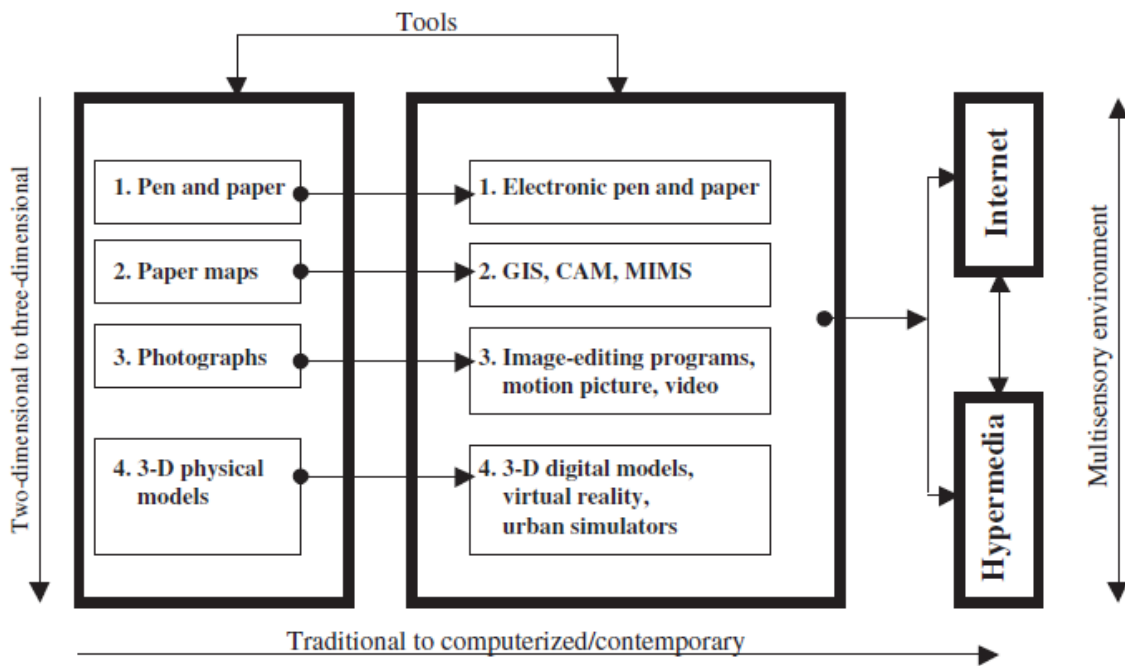 Tools
Two-dimensional to three-dimensional
1. Pen and paper
2. Paper maps
3. Photographs
4. 3-D physical
models
1. Electronic pen and paper
2. GIS, CAM, MIMS
3. Image-editing programs,
motion picture, video
4. 3-D digital models,
virtual reality,
urban simulators
Internet
Hypermedia
Multisensory environment
Traditional to computerized/contemporary